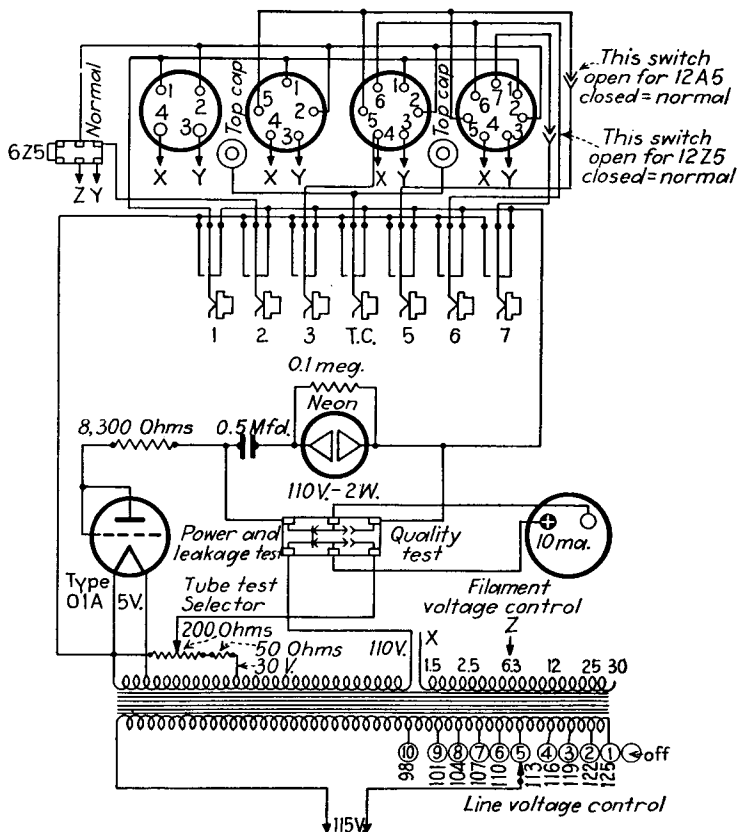 1 2 4 3
1 5 2 4 3
6 1 2 5 4 3
7 6 1 2 5 4 3
Normal
Top cap
Top cap
This switch
open for 12A5
closed=normal
This switch
open for 12Z5
closed=normal
6Z5
Z Y
X Y
X Y
X Y
X Y
1 2 3 T.C. 5 6 7
0.1 meg.
Neon
8,300 Ohms
0.5 Mfd.
110V.-2W.
Power and
leakage test
Quality
test
10 ma.
Type
01A
5V.
Tube test
Selector
200 Ohms
50 Ohms
30 V.
110V.
Filament
voltage control
X
Z
1.5 2.5 6.3 12 25 30
10 9 8 7 6 5 4 3 2 1 off
98 101 104 107 110 113 116 119 122 125
Line voltage control
115V.